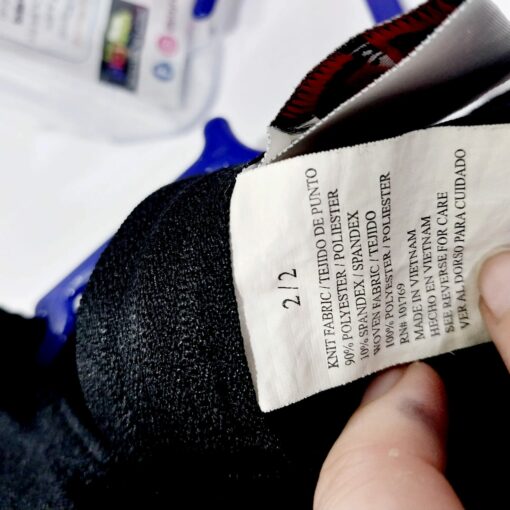 2/2
KNIT FABRIC / TEJIDO DE PUNTO
90% POLYESTER / POLIESTER
10% SPANDEX / SPANDEX
WOVEN FABRIC / TEJIDO
100% POLYESTER / POLIESTER
RN# 101769
MADE IN VIETNAM
HECHO EN VIETNAM
SEE REVERSE FOR CARE
VER AL DORSO PARA CUIDADO